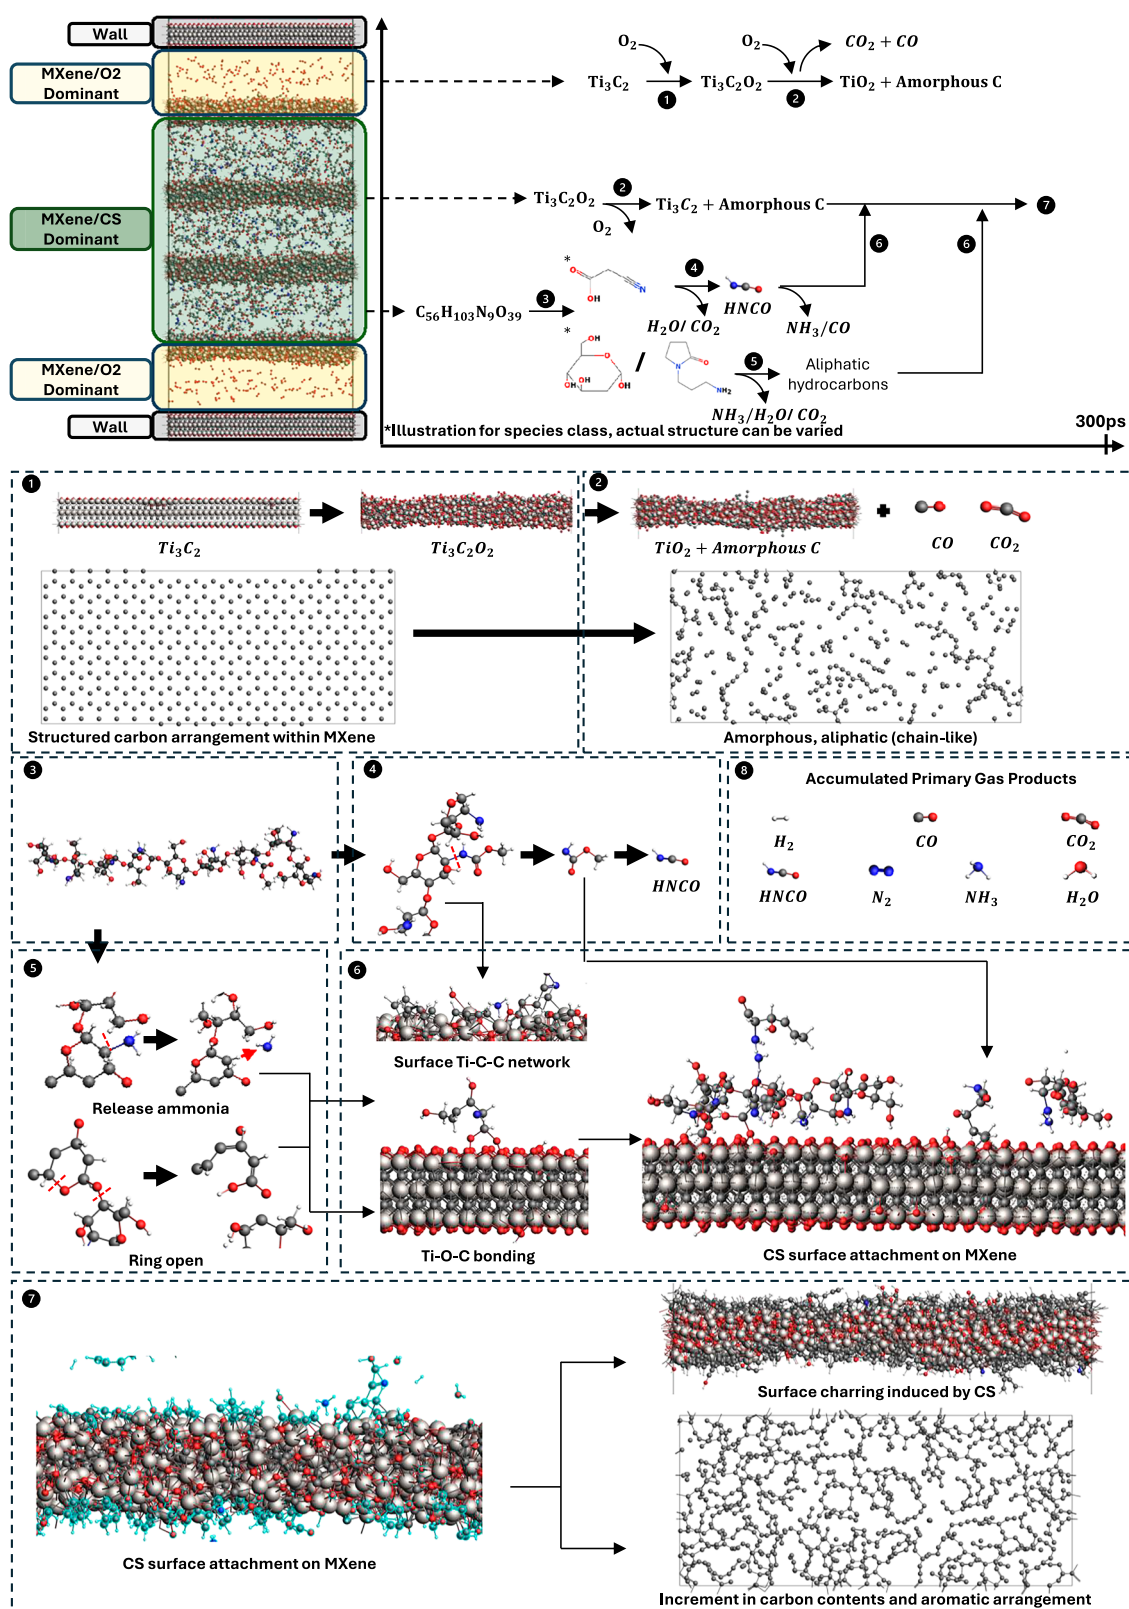 Wall
MXene/O2
Dominant
MXene/CS
Dominant
MXene/O2
Dominant
Wall
O₂
O₂
CO₂ + CO
Ti₃C₂
Ti₃C₂O₂
TiO₂ + Amorphous C
1
2
Ti₃C₂O₂
2
O₂
Ti₃C₂ + Amorphous C
7
6
6
C₅₆H₁₀₃N₉O₃₉
3
*
O
OH
N
4
H₂O/ CO₂
HNCO
NH₃/CO
*
OH
O
HO
HO
OH
/
N
O
NH₂
5
NH₃/H₂O/ CO₂
Aliphatic
hydrocarbons
*Illustration for species class, actual structure can be varied
300ps
1
Ti₃C₂
Ti₃C₂O₂
Structured carbon arrangement within MXene
2
TiO₂ + Amorphous C
CO
CO₂
Amorphous, aliphatic (chain-like)
3
4
HNCO
8
Accumulated Primary Gas Products
H₂
CO
CO₂
HNCO
N₂
NH₃
H₂O
5
Release ammonia
Ring open
6
Surface Ti-C-C network
Ti-O-C bonding
CS surface attachment on MXene
7
CS surface attachment on MXene
Surface charring induced by CS
Increment in carbon contents and aromatic arrangement